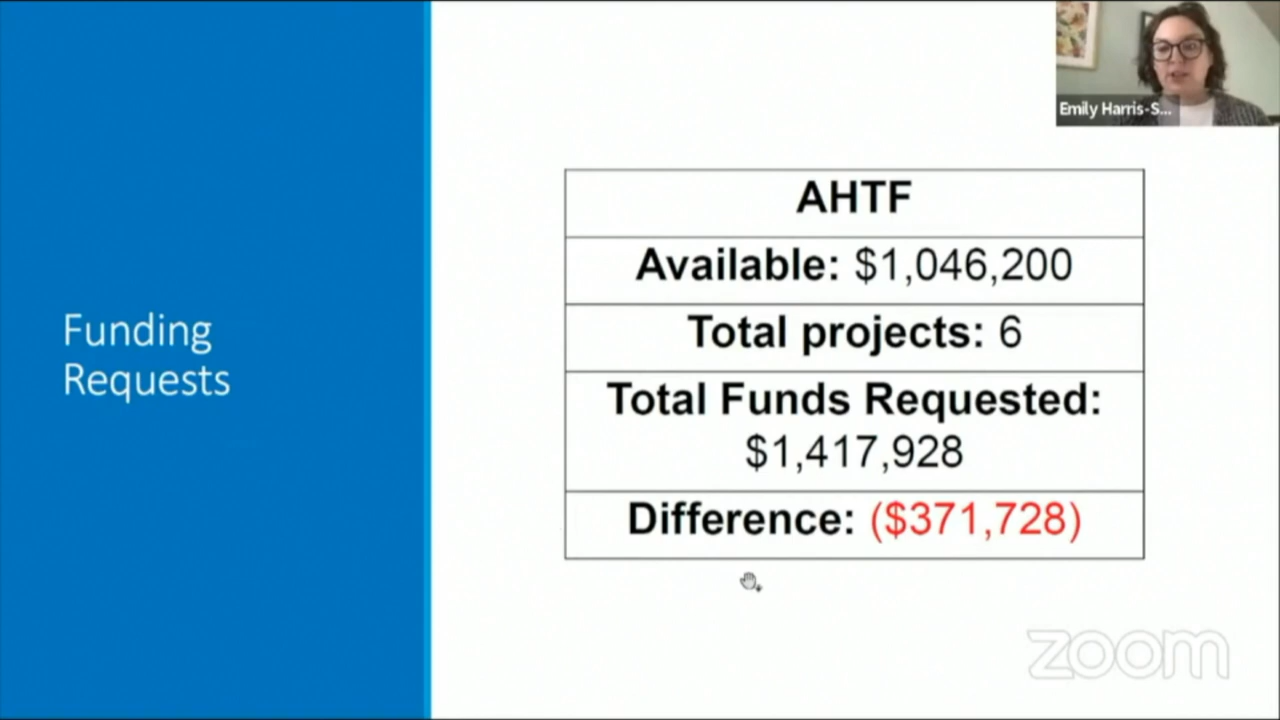 Emily Harris-S...
AHTF
Available: $1,046,200
Total projects: 6
Funding
Requests
Total Funds Requested:
$1,417,928
Difference: ($371,728)
zoom